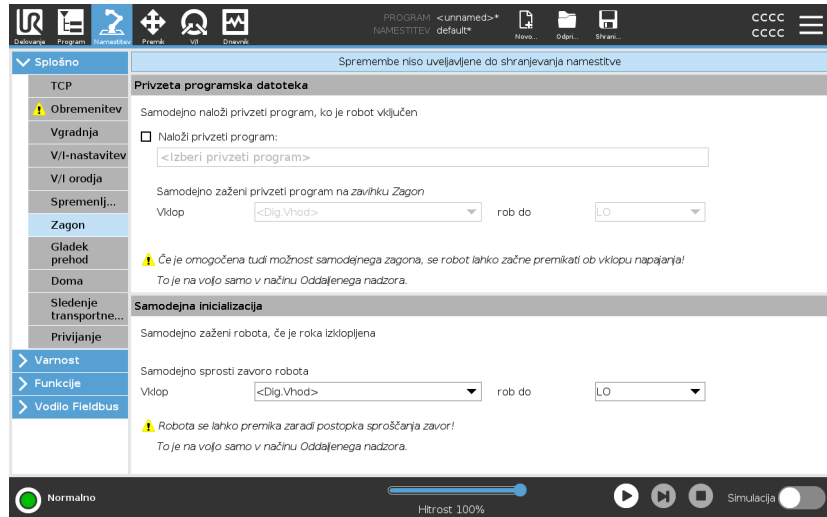 PROGRAM <unnamed>*
NAMESTITEV default*
cccc
cccc
Delovanje Program Namestitev Premik V/I Dnevnik Novo... Odpri... Shrani...
Splošno
TCP
Obremenitev
Vgradnja
V/I-nastavitev
V/I orodja
Spremenlj...
Zagon
Gladek
prehod
Doma
Sledenje
transportne...
Privijanje
Varnost
Funkcije
Vodilo Fieldbus
Spremembe niso uveljavljene do shranjevanja namestitve
Privzeta programska datoteka
Samodejno naloži privzeti program, ko je robot vključen
Naloži privzeti program:
<Izberi privzeti program>
Samodejno zaženi privzeti program na zavihku Zagon
Vklop <Dig.Vhod> rob do LO
Če je omogočena tudi možnost samodejnega zagona, se robot lahko začne premikati ob vklopu napajanja!
To je na voljo samo v načinu Oddaljenega nadzora.
Samodejna inicializacija
Samodejno zaženi robota, če je roka izklopljena
Samodejno sprosti zavoro robota
Vklop <Dig.Vhod> rob do LO
Robota se lahko premika zaradi postopka sproščanja zavor!
To je na voljo samo v načinu Oddaljenega nadzora.
Normalno
Hitrost 100%
Simulacija